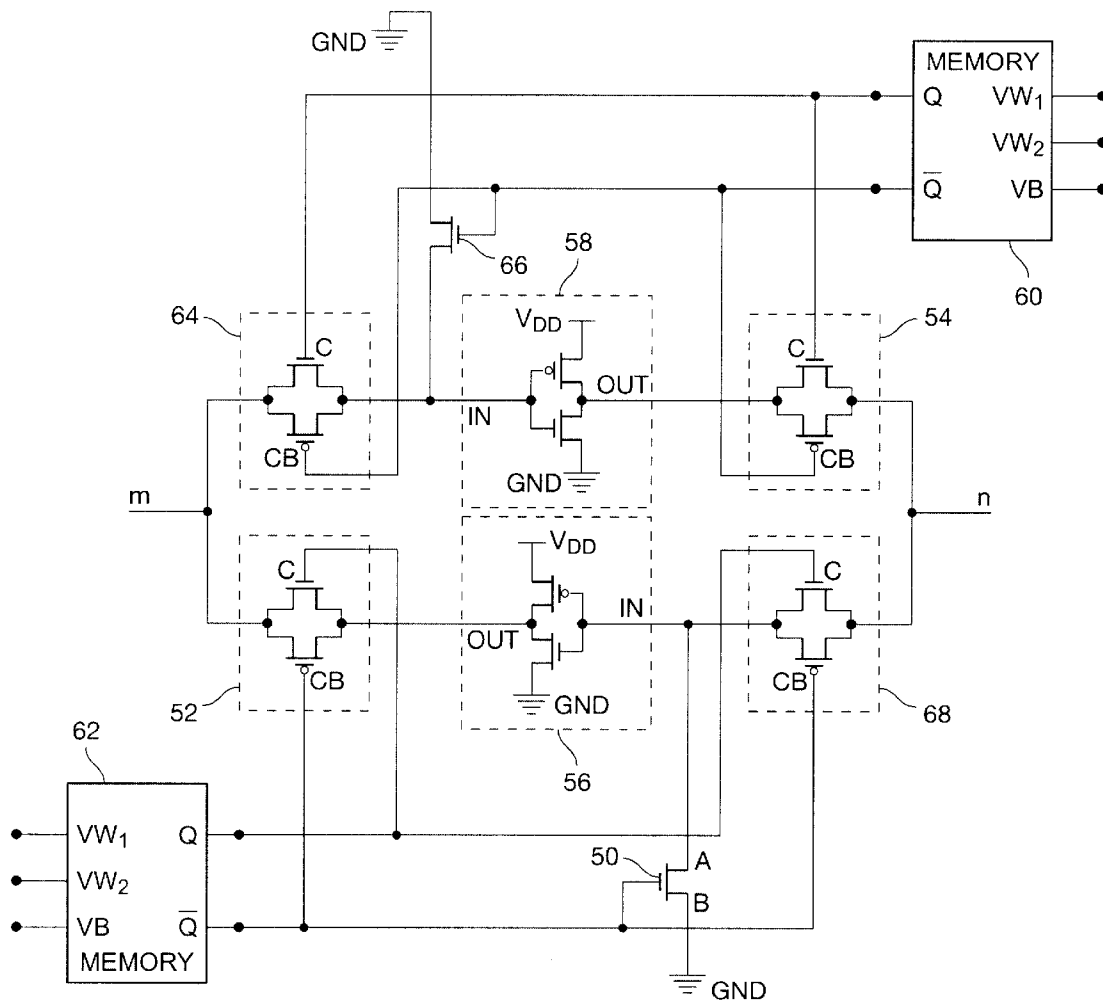 GND
MEMORY
Q VW1
VW2
Q̅ VB
60
66
58
64
54
VDD
C
C
OUT
IN
CB
CB
GND
m
n
VDD
C
C
IN
OUT
CB
CB
GND
52
68
62
56
VW1 Q
VW2
50
A
B
VB Q̅
MEMORY
GND